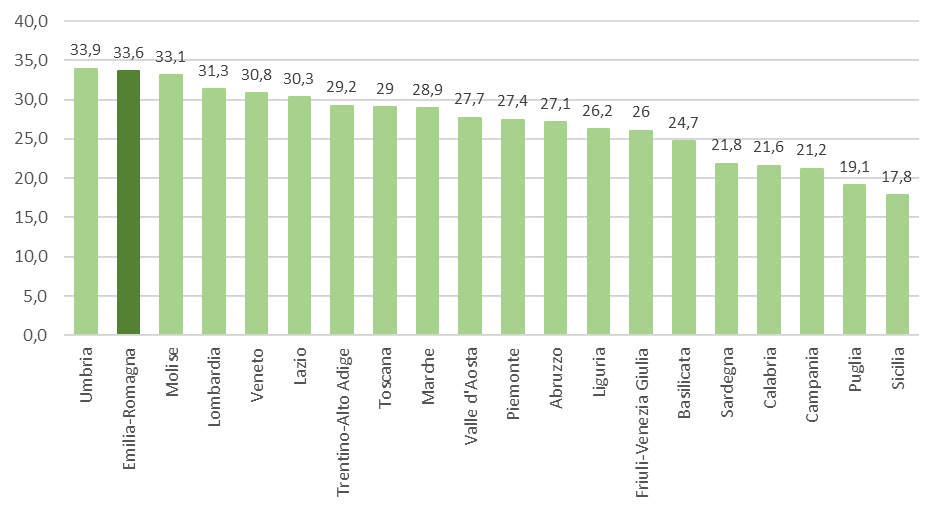 40,0
35,0
30,0
25,0
20,0
15,0
10,0
5,0
0,0
33,9
33,6
33,1
31,3
30,8
30,3
29,2
29
28,9
27,7
27,4
27,1
26,2
26
24,7
21,8
21,6
21,2
19,1
17,8
Umbria
Emilia-Romagna
Molise
Lombardia
Veneto
Lazio
Trentino-Alto Adige
Toscana
Marche
Valle d'Aosta
Piemonte
Abruzzo
Liguria
Friuli-Venezia Giulia
Basilicata
Sardegna
Calabria
Campania
Puglia
Sicilia